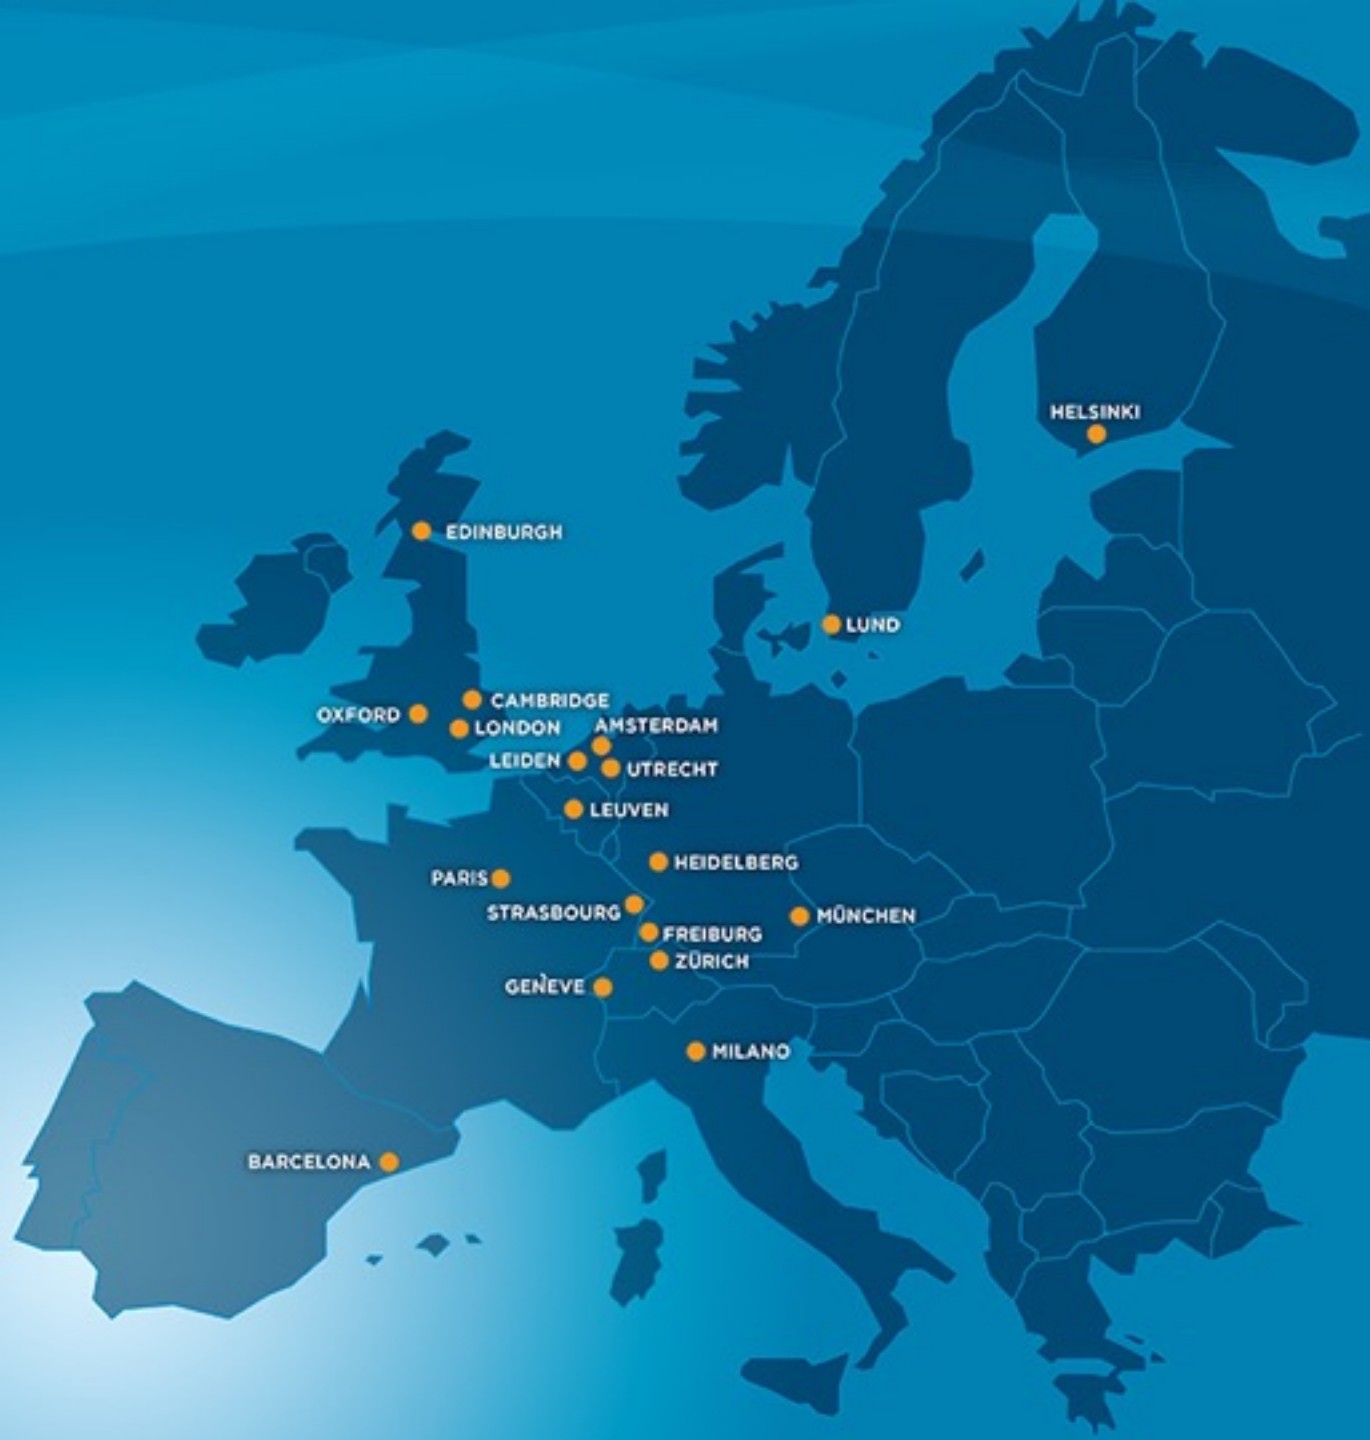 HELSINKI
EDINBURGH
LUND
CAMBRIDGE
OXFORD
LONDON
AMSTERDAM
LEIDEN
UTRECHT
LEUVEN
HEIDELBERG
PARIS
STRASBOURG
MÜNCHEN
FREIBURG
ZÜRICH
GENÈVE
MILANO
BARCELONA